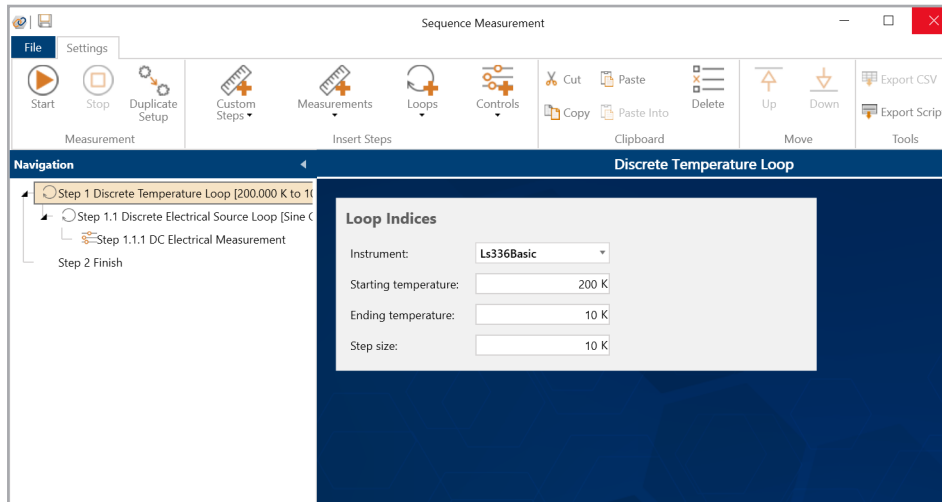 Sequence Measurement
File Settings
Start Stop Duplicate Setup Custom Steps Measurements Loops Controls Cut Paste Copy Paste Into Delete Up Down Export CSV Export Scrip
Measurement Insert Steps Clipboard Move Tools
Navigation Discrete Temperature Loop
Step 1 Discrete Temperature Loop [200.000 K to 10
Step 1.1 Discrete Electrical Source Loop [Sine
Step 1.1.1 DC Electrical Measurement
Step 2 Finish
Loop Indices
Instrument: Ls336Basic
Starting temperature: 200 K
Ending temperature: 10 K
Step size: 10 K